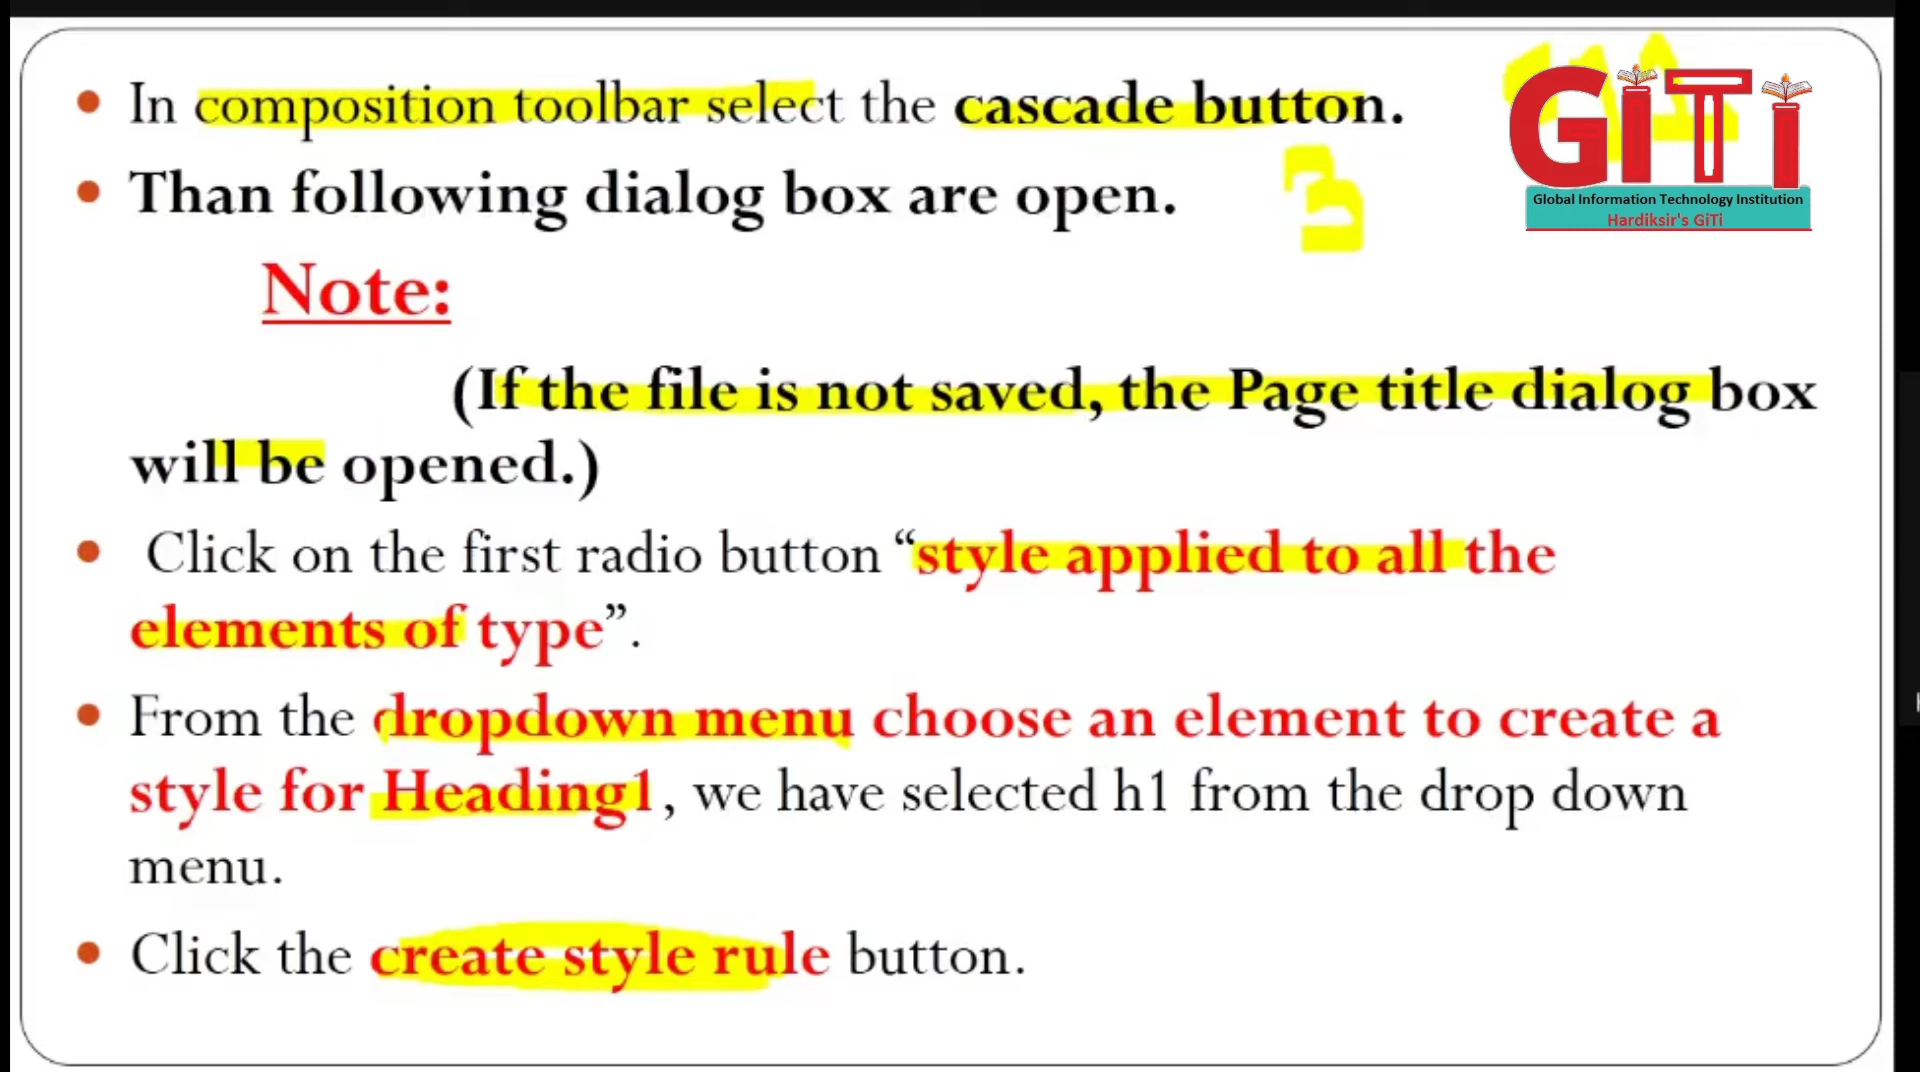 In composition toolbar select the cascade button.
Than following dialog box are open.
Note:
(If the file is not saved, the Page title dialog box
will be opened.)
Click on the first radio button “style applied to all the
elements of type”.
From the dropdown menu choose an element to create a
style for Heading1, we have selected h1 from the drop down
menu.
Click the create style rule button.
GiTi
Global Information Technology Institution
Hardiksir's GiTi